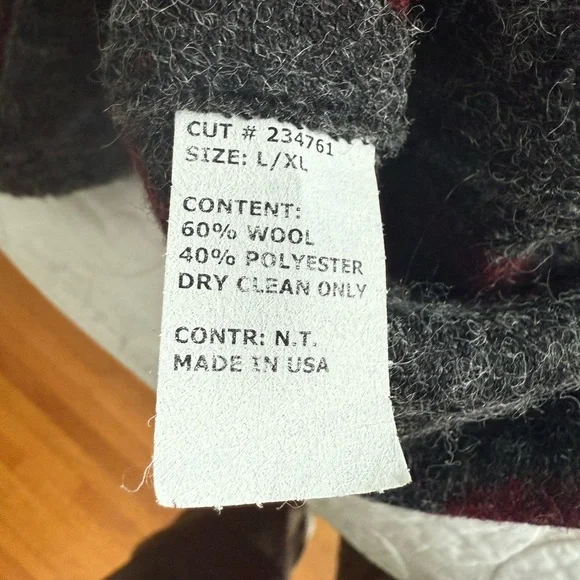 CUT # 234761
SIZE: L/XL
CONTENT:
60% WOOL
40% POLYESTER
DRY CLEAN ONLY
CONTR: N.T.
MADE IN USA